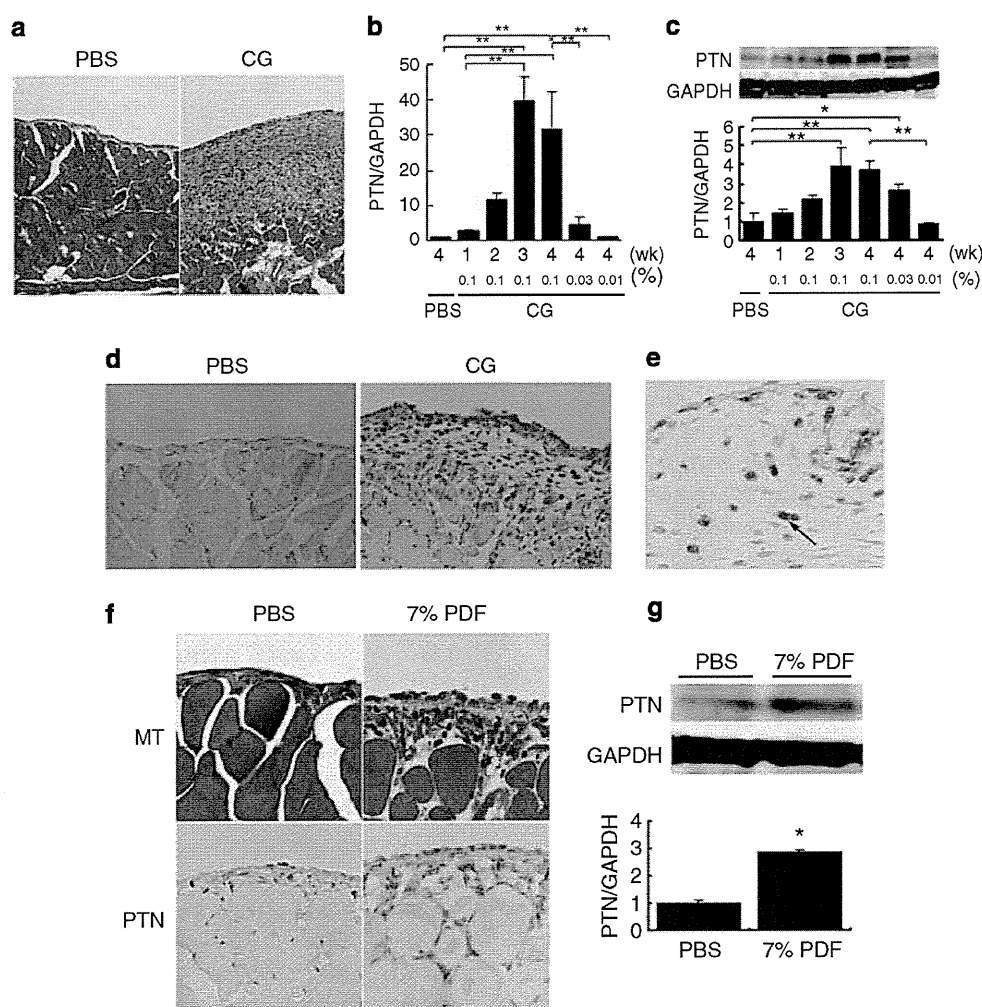 a
PBS CG
b
** **
** * **
**
**
PTN/GAPDH
50
40
30
20
10
0
4 1 2 3 4 4 4 (wk)
0.1 0.1 0.1 0.1 0.03 0.01 (%)
PBS CG
c
PTN
GAPDH
*
**
** **
PTN/GAPDH
6
5
4
3
2
1
0
4 1 2 3 4 4 4 (wk)
0.1 0.1 0.1 0.1 0.03 0.01 (%)
PBS CG
d
PBS CG
e
f
PBS 7% PDF
MT
PTN
g
PBS 7% PDF
PTN
GAPDH
PTN/GAPDH
4
3
2
1
0
*
PBS 7% PDF